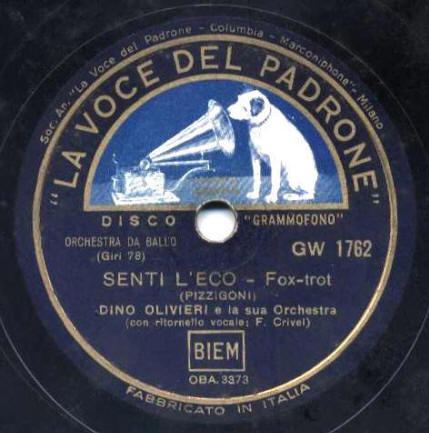 Soc. An. "La Voce del Padrone - Columbia - Marconiphone" - Milano
"LA VOCE DEL PADRONE"
DISCO "GRAMMOFONO"
ORCHESTRA DA BALLO
(Giri 78)
GW 1762
SENTI L'ECO - Fox-trot
(PIZZIGONI)
DINO OLIVIERI e la sua Orchestra
(con ritornello vocale: F. Crivel)
BIEM
OBA. 3373
FABBRICATO IN ITALIA